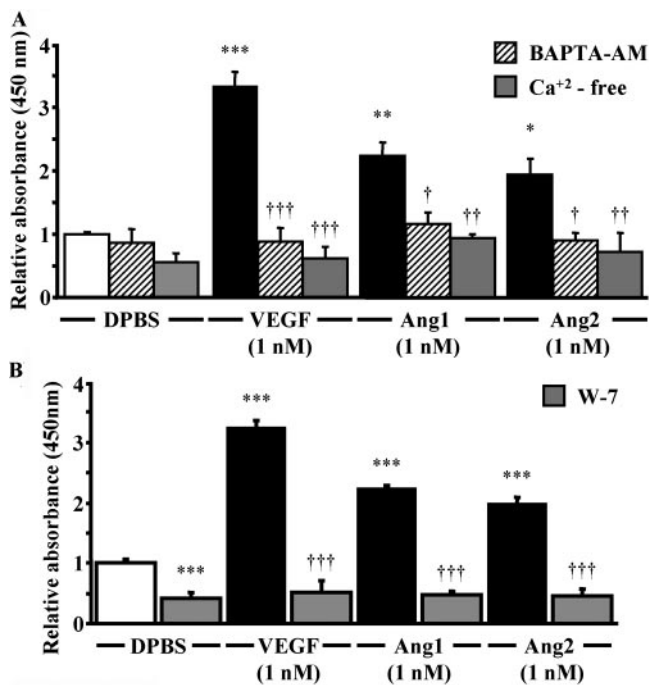 A
Relative absorbance (450 nm)
4
3
2
1
0
BAPTA-AM
Ca⁺² - free
***
**
*
††† ††† † †† † ††
DPBS VEGF Ang1 Ang2
(1 nM) (1 nM) (1 nM)
B
Relative absorbance (450nm)
4
3
2
1
0
W-7
***
*** ***
*** ††† ††† †††
DPBS VEGF Ang1 Ang2
(1 nM) (1 nM) (1 nM)